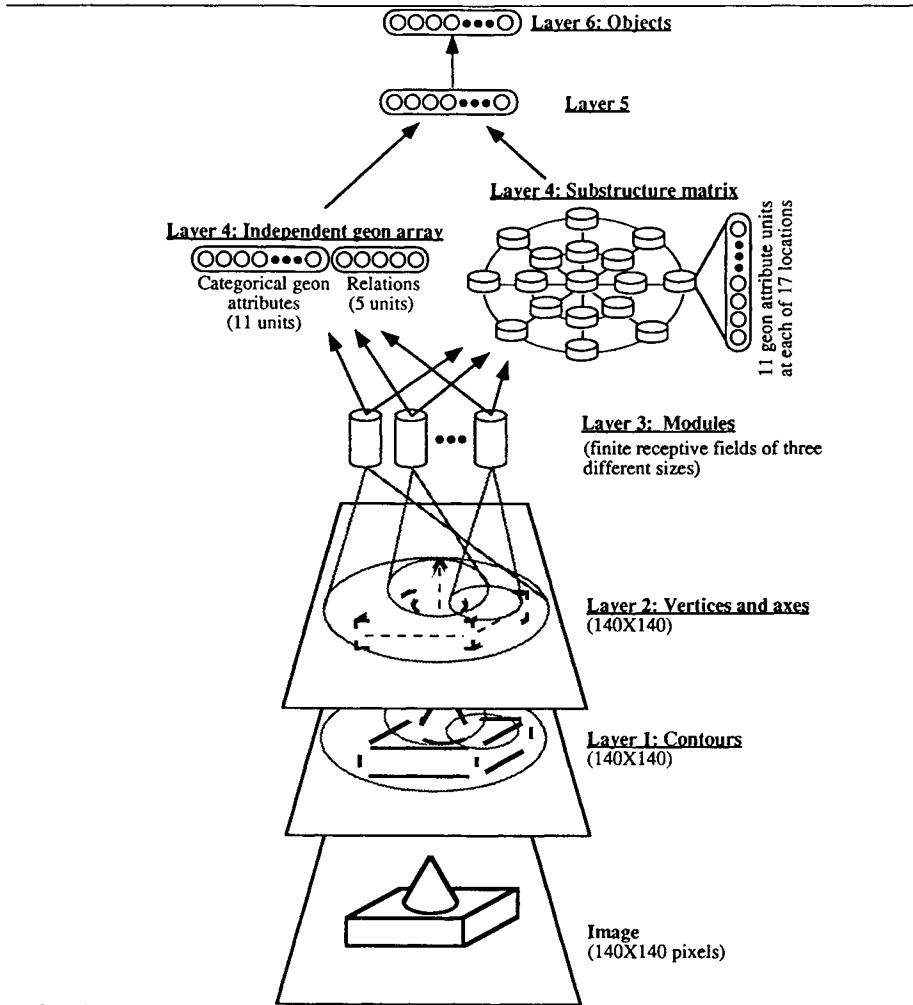 Layer 6: Objects
Layer 5
Layer 4: Substructure matrix
Layer 4: Independent geon array
Categorical geon
attributes
(11 units)
Relations
(5 units)
11 geon attribute units
at each of 17 locations
Layer 3: Modules
(finite receptive fields of three
different sizes)
Layer 2: Vertices and axes
(140X140)
Layer 1: Contours
(140X140)
Image
(140X140 pixels)